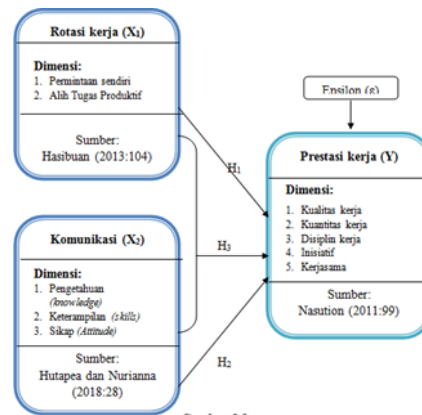 Rotasi kerja (X1)
Dimensi:
1. Permintaan sendiri
2. Alih Tugas Produktif
Sumber:
Hasibuan (2013:104)
Komunikasi (X2)
Dimensi:
1. Pengetahuan
(knowledge)
2. Keterampilan (skills)
3. Sikap (Attitude)
Sumber:
Hutapea dan Nurianna
(2018:28)
H1
H3
H2
Epsilon (ε)
Prestasi kerja (Y)
Dimensi:
1. Kualitas kerja
2. Kuantitas kerja
3. Disiplin kerja
4. Inisiatif
5. Kerjasama
Sumber:
Nasution (2011:99)